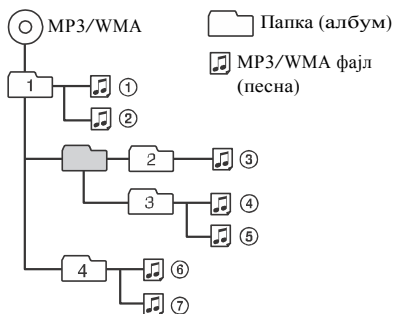 MP3/WMA
Папка (албум)
MP3/WMA фајл
(песна)
1
①
②
2
③
3
④
⑤
4
⑥
⑦